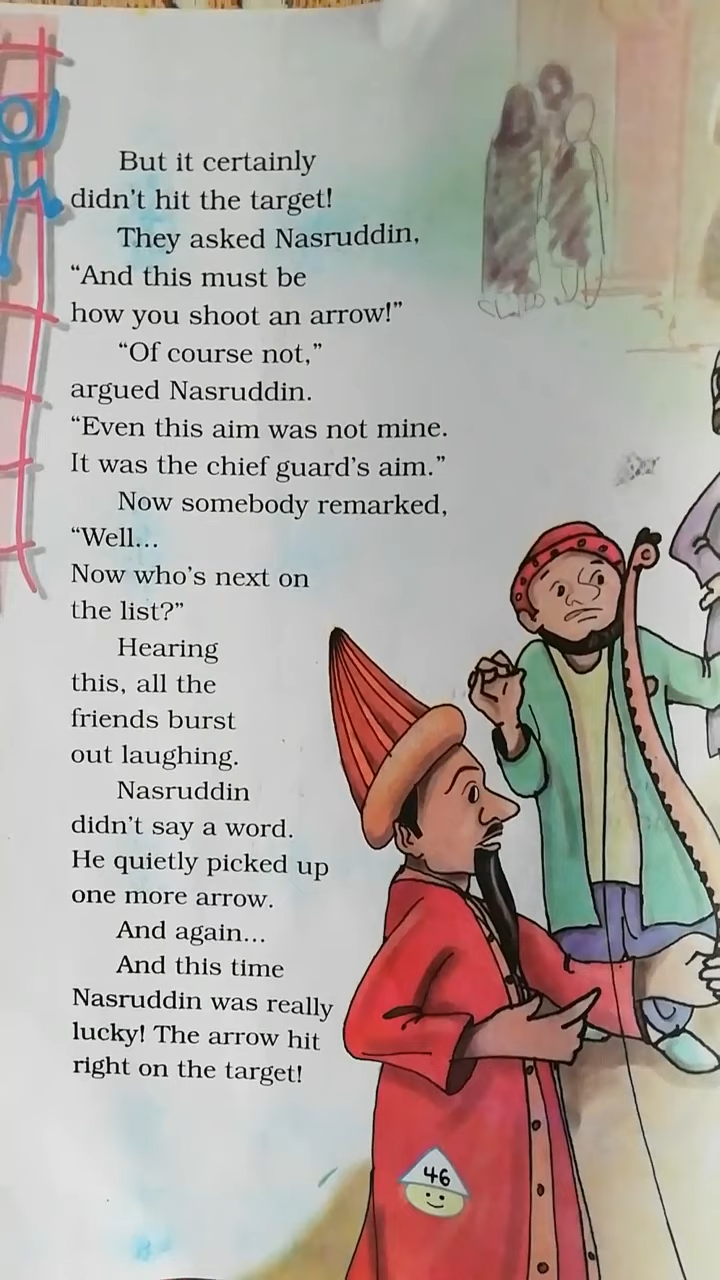 But it certainly
didn't hit the target!
They asked Nasruddin,
“And this must be
how you shoot an arrow!”
“Of course not,”
argued Nasruddin.
“Even this aim was not mine.
It was the chief guard's aim.”
Now somebody remarked,
“Well...
Now who's next on
the list?”
Hearing
this, all the
friends burst
out laughing.
Nasruddin
didn't say a word.
He quietly picked up
one more arrow.
And again...
And this time
Nasruddin was really
lucky! The arrow hit
right on the target!
46